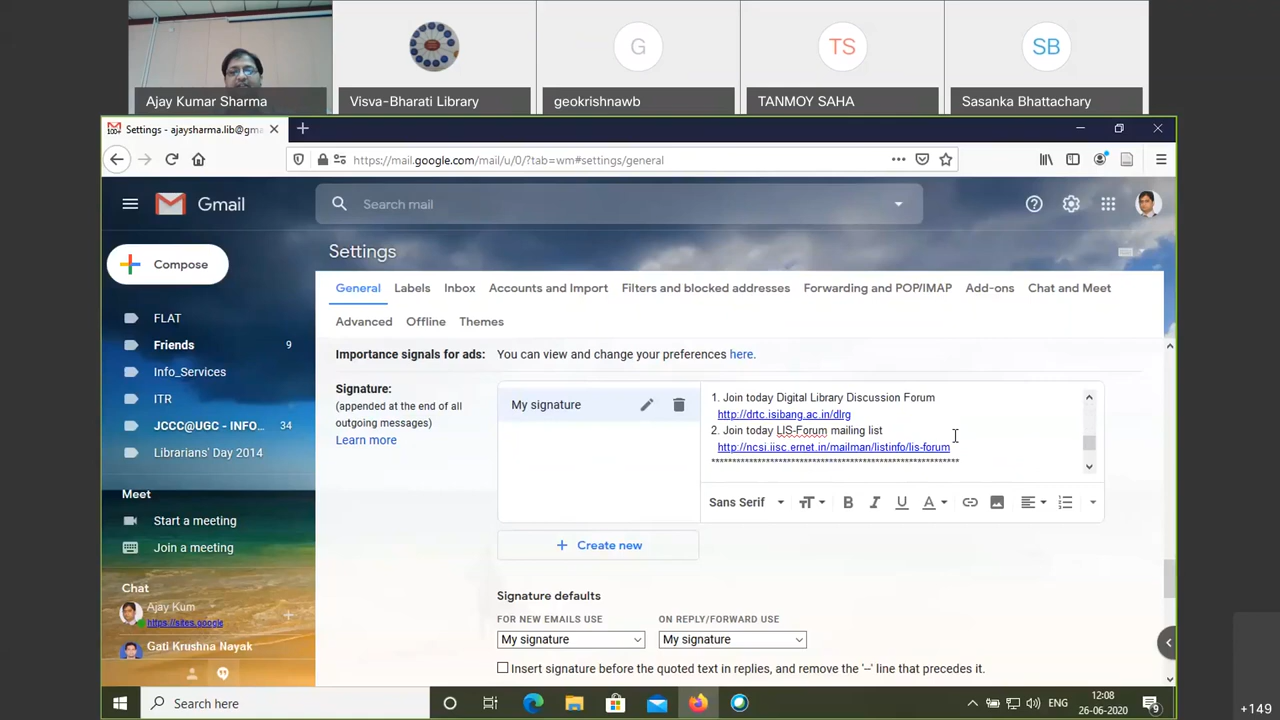 G
TS
SB
Ajay Kumar Sharma
Visva-Bharati Library
geokrishnawb
TANMOY SAHA
Sasanka Bhattachary
Settings - ajaysharma.lib@gma
https://mail.google.com/mail/u/0/?tab=wm#settings/general
Gmail
Search mail
Compose
Settings
General
Labels
Inbox
Accounts and Import
Filters and blocked addresses
Forwarding and POP/IMAP
Add-ons
Chat and Meet
Advanced
Offline
Themes
FLAT
Friends 9
Info_Services
ITR
JCCC@UGC - INFO... 34
Librarians' Day 2014
Meet
Start a meeting
Join a meeting
Chat
Ajay Kum
https://sites.google
Gati Krushna Nayak
Importance signals for ads: You can view and change your preferences here.
Signature:
(appended at the end of all
outgoing messages)
Learn more
My signature
1. Join today Digital Library Discussion Forum
http://drtc.isibang.ac.in/dlrg
2. Join today LIS-Forum mailing list
http://ncsi.iisc.ernet.in/mailman/listinfo/lis-forum
Sans Serif
B I U A
+ Create new
Signature defaults
FOR NEW EMAILS USE
ON REPLY/FORWARD USE
My signature
My signature
Insert signature before the quoted text in replies, and remove the '--' line that precedes it.
Search here
ENG
12:08
26-06-2020
9
+149